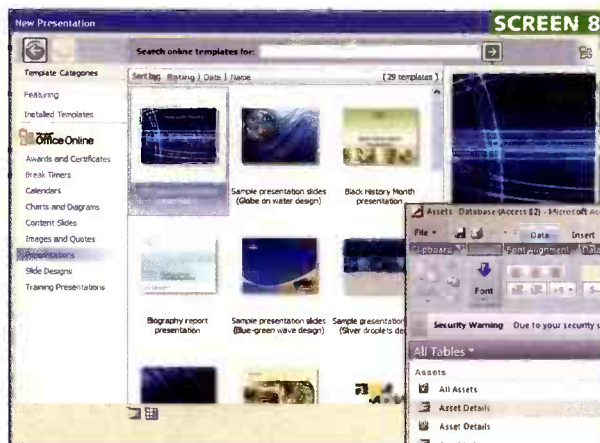 New Presentation
SCREEN 8
Search online templates for:
Template Categories
Sort by: Rating | Date | Name
[ 29 templates ]
Featuring
Installed Templates
Office Online
Awards and Certificates
Break Timers
Calendars
Charts and Diagrams
Content Slides
Images and Quotes
Presentations
Slide Designs
Training Presentations
Sample presentation slides
(Globe on water design)
Black History Month
presentation
Biography report
presentation
Sample presentation slides
(Blue-green wave design)
Sample presentation
(Silver droplets de
Assets Database (Access 12) - Microsoft Ac
File
Data
Insert
Clipboard
Font
Alignment
Data
Font
Security Warning Due to your security s
All Tables
Assets
All Assets
Asset Details
Asset Details